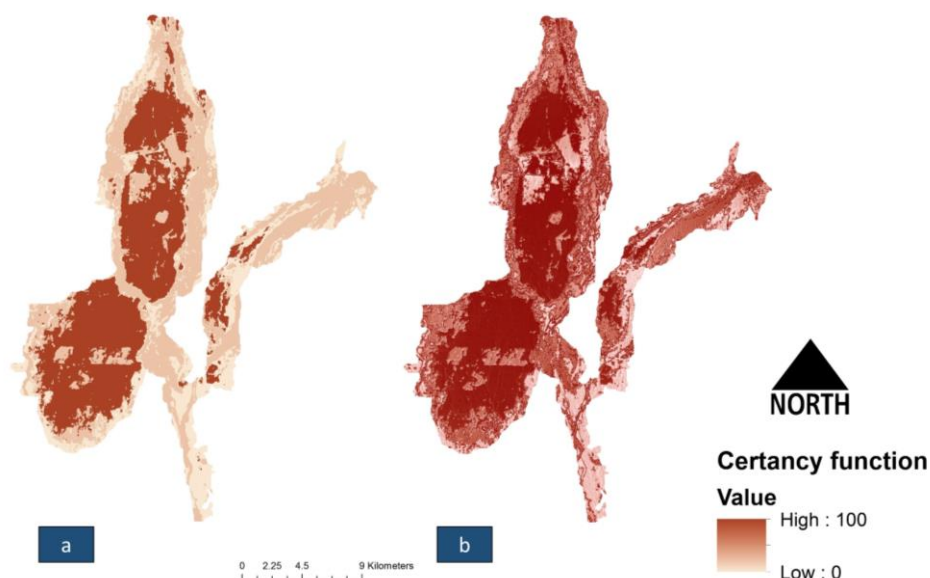 NORTH
Certancy function
Value
High : 100
Low : 0
a
b
0 2.25 4.5 9 Kilometers